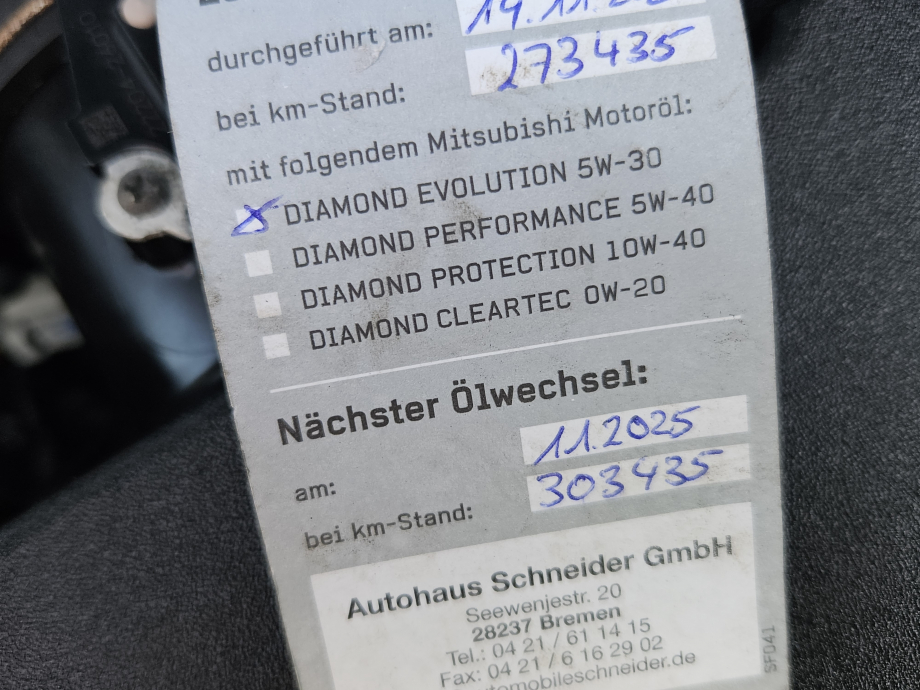 durchgeführt am:
273435
bei km-Stand:
mit folgendem Mitsubishi Motoröl:
DIAMOND EVOLUTION 5W-30
DIAMOND PERFORMANCE 5W-40
DIAMOND PROTECTION 10W-40
DIAMOND CLEARTEC 0W-20
Nächster Ölwechsel:
11.2025
am:
303435
bei km-Stand:
Autohaus Schneider GmbH
Seewenjestr. 20
28237 Bremen
Tel.: 04 21 / 61 14 15
Fax: 04 21 / 6 16 29 02
SF041